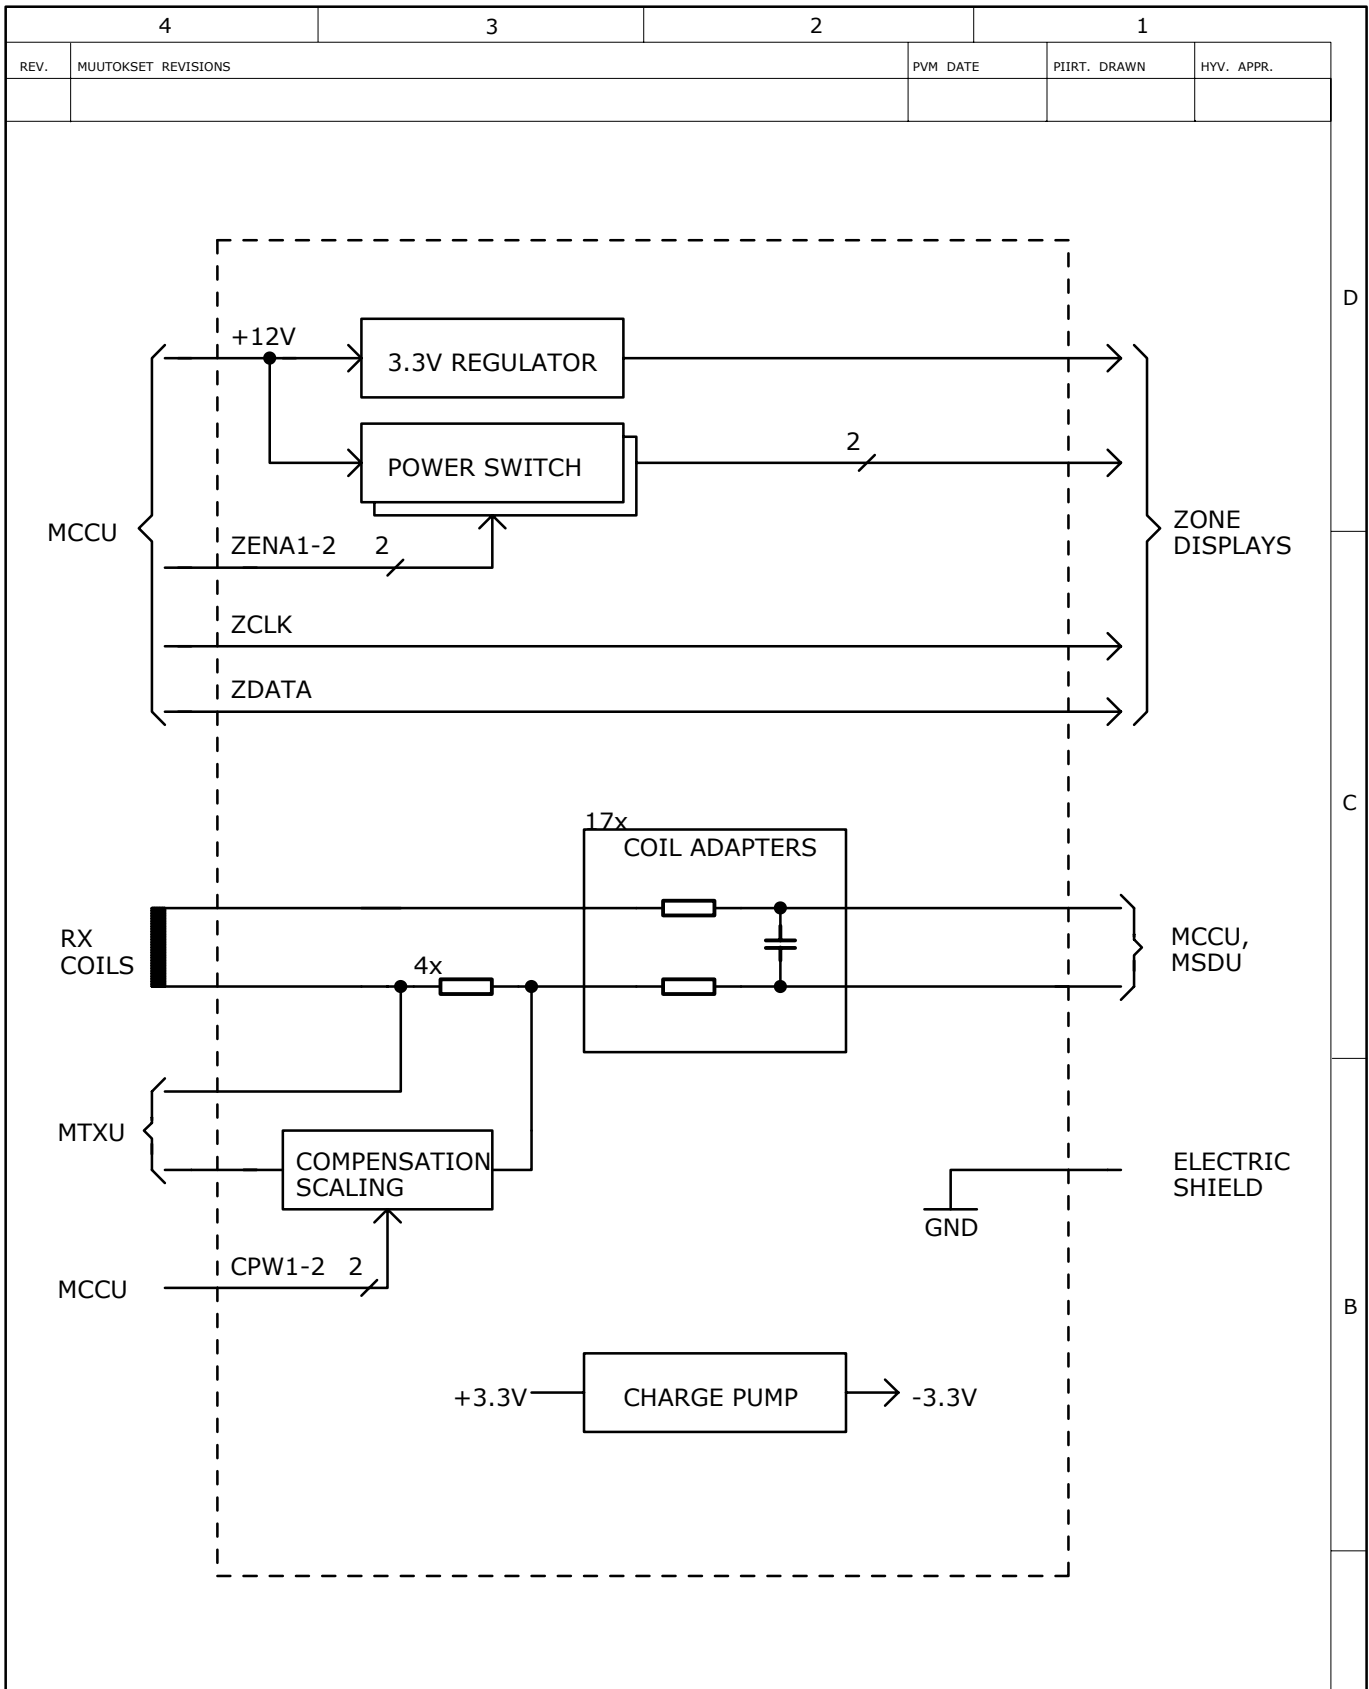 4 3 2 1
REV. MUUTOKSET REVISIONS PVM DATE PIIRT. DRAWN HYV. APPR.
D
+12V
3.3V REGULATOR
2
POWER SWITCH
MCCU
ZENA1-2 2
ZONE
DISPLAYS
ZCLK
ZDATA
C
17x
COIL ADAPTERS
RX
COILS
4x
MCCU,
MSDU
MTXU
COMPENSATION
SCALING
ELECTRIC
SHIELD
GND
CPW1-2 2
MCCU
B
+3.3V CHARGE PUMP -3.3V